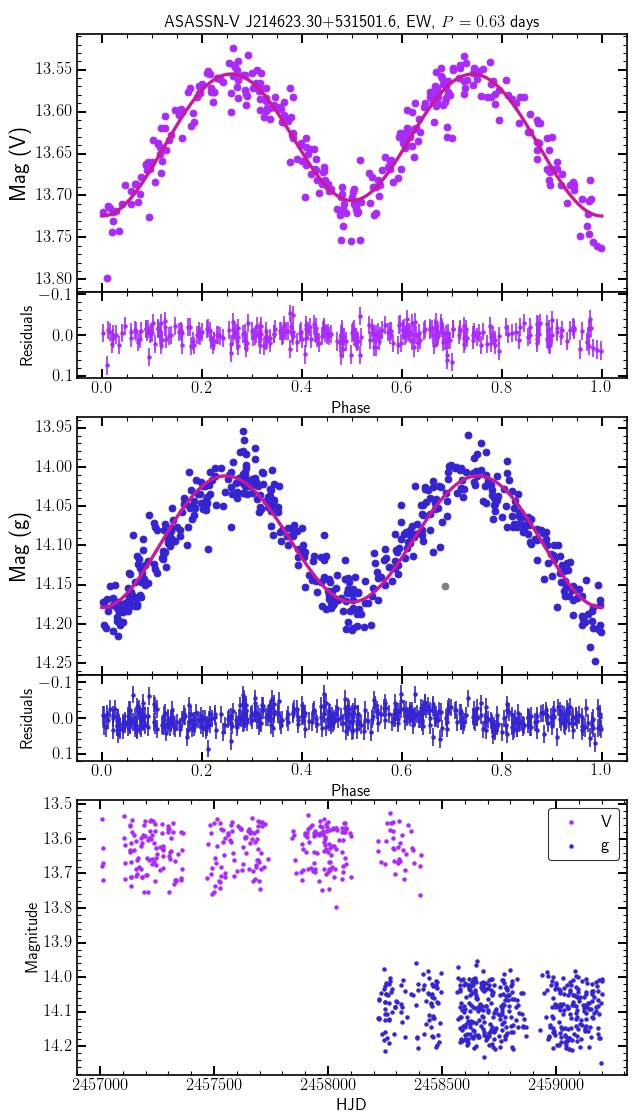 ASASSN-V J214623.30+531501.6, EW, P = 0.63 days
Mag (V)
13.55
13.60
13.65
13.70
13.75
13.80
Residuals
−0.1
0.0
0.1
0.0 0.2 0.4 0.6 0.8 1.0
Phase
Mag (g)
13.95
14.00
14.05
14.10
14.15
14.20
14.25
Residuals
−0.1
0.0
0.1
0.0 0.2 0.4 0.6 0.8 1.0
Phase
Magnitude
13.5
13.6
13.7
13.8
13.9
14.0
14.1
14.2
V
g
2457000 2457500 2458000 2458500 2459000
HJD